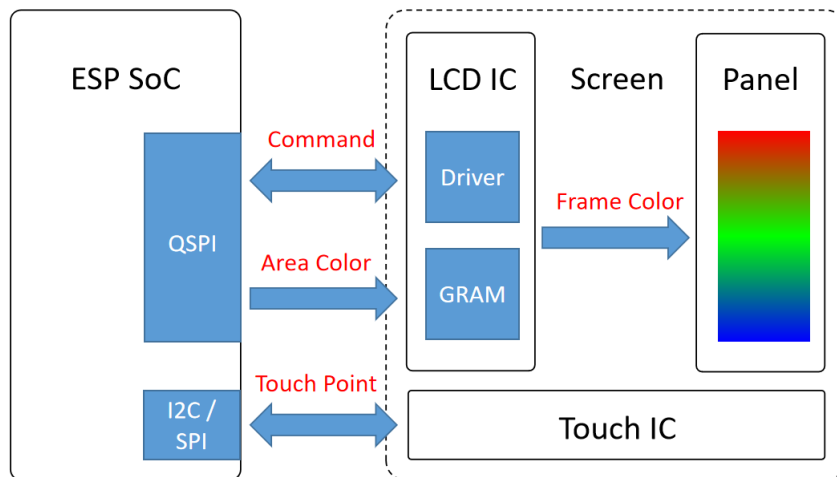 ESP SoC
LCD IC
Screen
Panel
Command
Driver
Frame Color
QSPI
Area Color
GRAM
Touch Point
I2C /
SPI
Touch IC